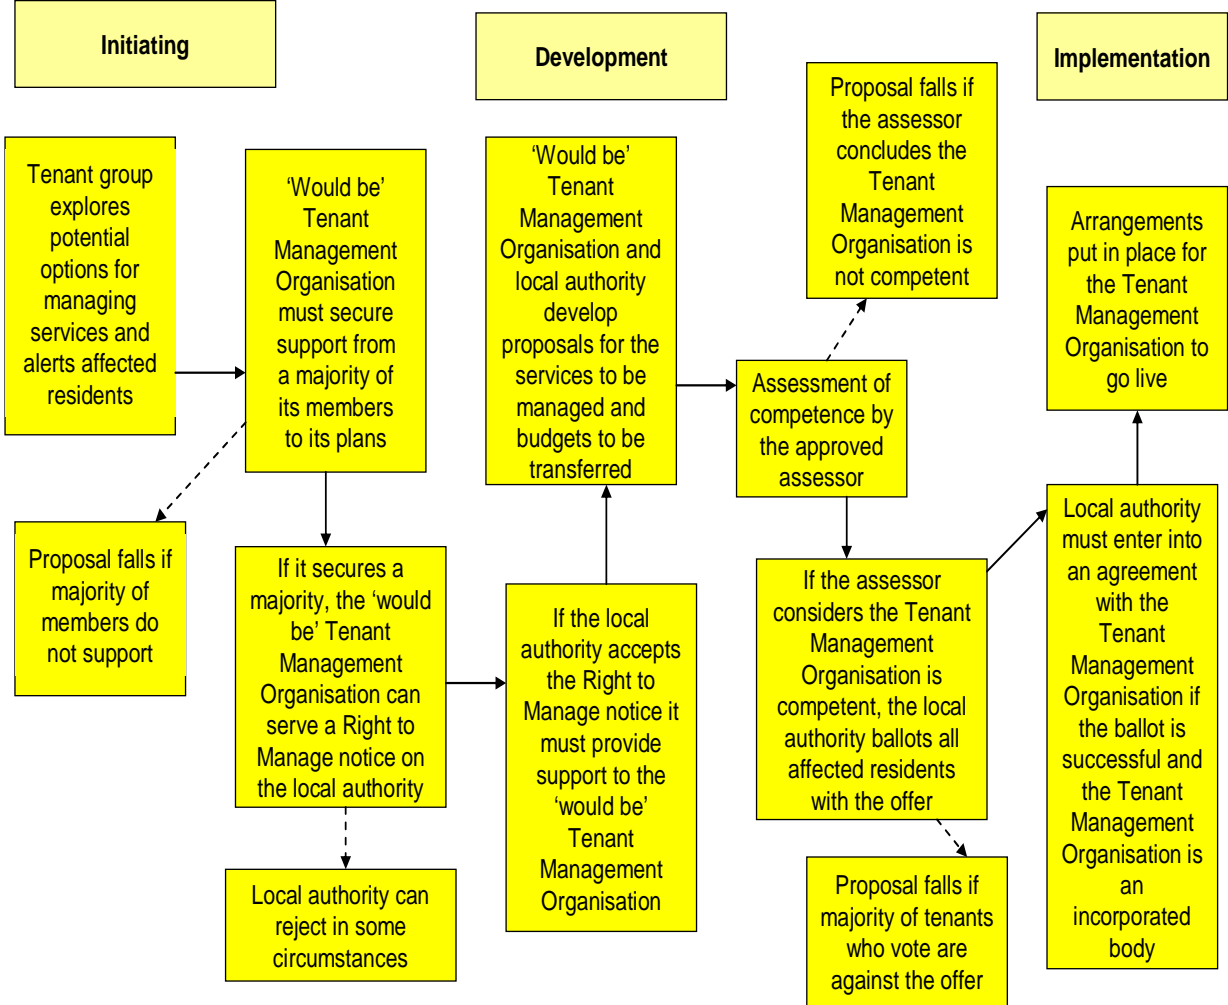 Initiating
Development
Implementation
Tenant group
explores
potential
options for
managing
services and
alerts affected
residents
‘Would be’
Tenant
Management
Organisation
must secure
support from
a majority of
its members
to its plans
Proposal falls if
majority of
members do
not support
If it secures a
majority, the ‘would
be’ Tenant
Management
Organisation can
serve a Right to
Manage notice on
the local authority
Local authority can
reject in some
circumstances
If the local
authority accepts
the Right to
Manage notice it
must provide
support to the
‘would be’
Tenant
Management
Organisation
‘Would be’
Tenant
Management
Organisation and
local authority
develop
proposals for the
services to be
managed and
budgets to be
transferred
Assessment of
competence by
the approved
assessor
Proposal falls if
the assessor
concludes the
Tenant
Management
Organisation is
not competent
If the assessor
considers the Tenant
Management
Organisation is
competent, the local
authority ballots all
affected residents
with the offer
Proposal falls if
majority of tenants
who vote are
against the offer
Local authority
must enter into
an agreement
with the
Tenant
Management
Organisation if
the ballot is
successful and
the Tenant
Management
Organisation is
an
incorporated
body
Arrangements
put in place for
the Tenant
Management
Organisation to
go live